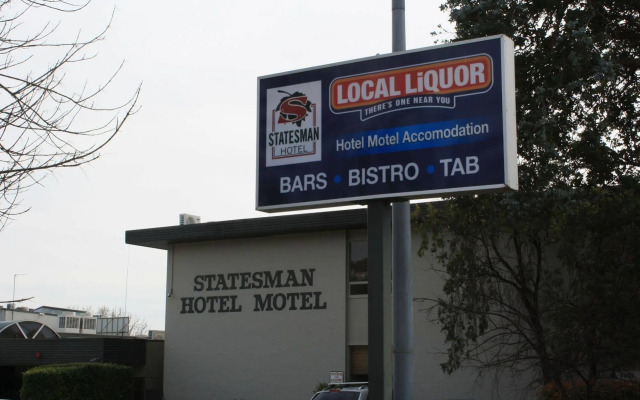 LOCAL LiQUOR
THERE'S ONE NEAR YOU
S
STATESMAN
HOTEL
Hotel Motel Accomodation
BARS • BISTRO • TAB
STATESMAN
HOTEL MOTEL